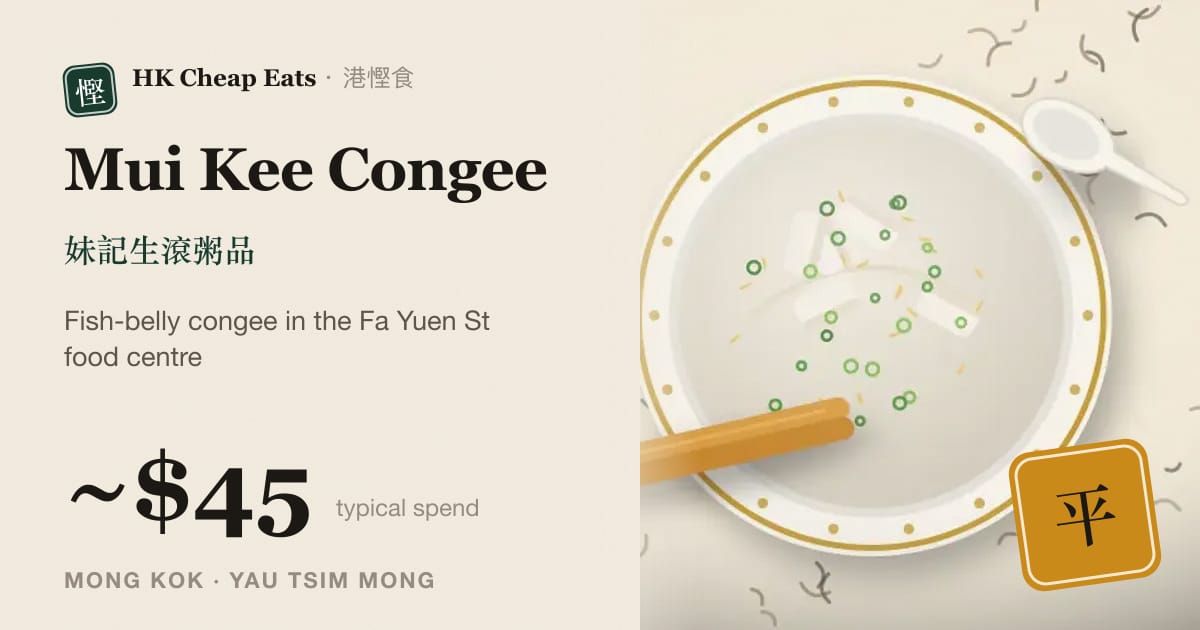 慳 HK Cheap Eats · 港慳食
Mui Kee Congee
妹記生滾粥品
Fish-belly congee in the Fa Yuen St
food centre
~$45 typical spend
MONG KOK · YAU TSIM MONG
平